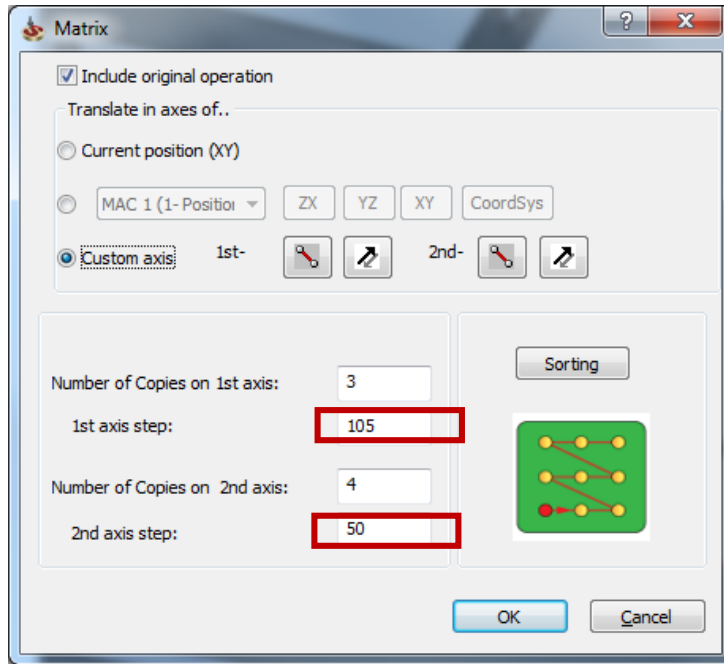 Matrix
Include original operation
Translate in axes of..
Current position (XY)
MAC 1 (1- Position ZX YZ XY CoordSys
Custom axis 1st- 2nd-
Number of Copies on 1st axis: 3
Sorting
1st axis step: 105
Number of Copies on 2nd axis: 4
2nd axis step: 50
OK Cancel